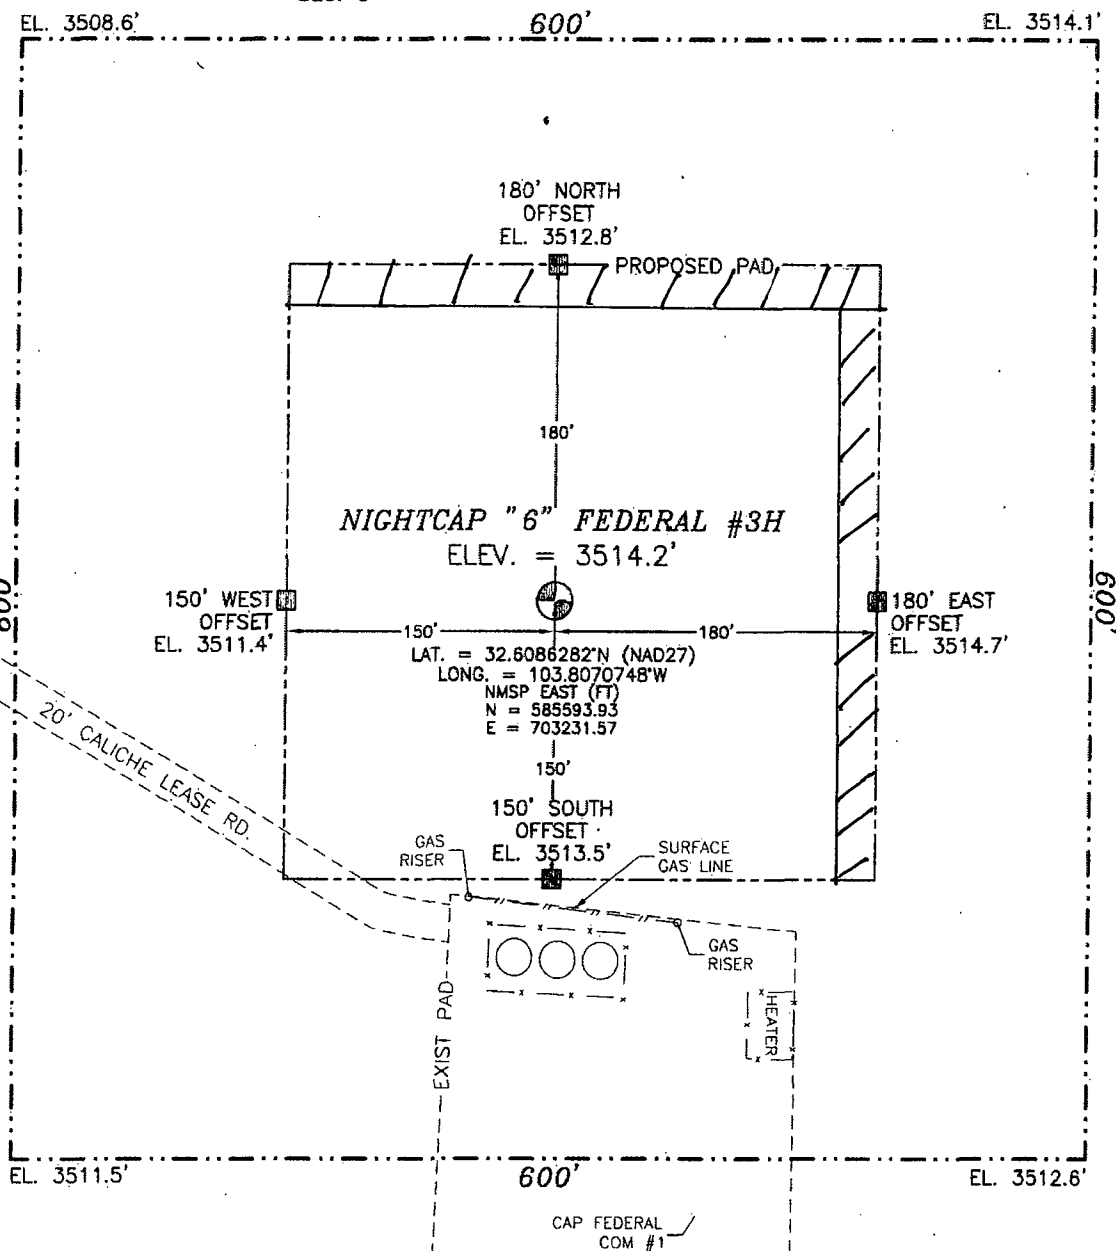 EL. 3508.6'
600'
EL. 3514.1'
180' NORTH
OFFSET
EL. 3512.8'
PROPOSED PAD
180'
NIGHTCAP "6" FEDERAL #3H
ELEV. = 3514.2'
600'
600'
150' WEST
OFFSET
EL. 3511.4'
150'
180'
180' EAST
OFFSET
EL. 3514.7'
LAT. = 32.6086282°N (NAD27)
LONG. = 103.8070748°W
NMSP EAST (FT)
N = 585593.93
E = 703231.57
20' CALICHE LEASE RD.
150'
150' SOUTH
OFFSET
EL. 3513.5'
GAS
RISER
SURFACE
GAS LINE
GAS
RISER
EXIST PAD
HEATER
EL. 3511.5'
600'
EL. 3512.6'
CAP FEDERAL
COM #1